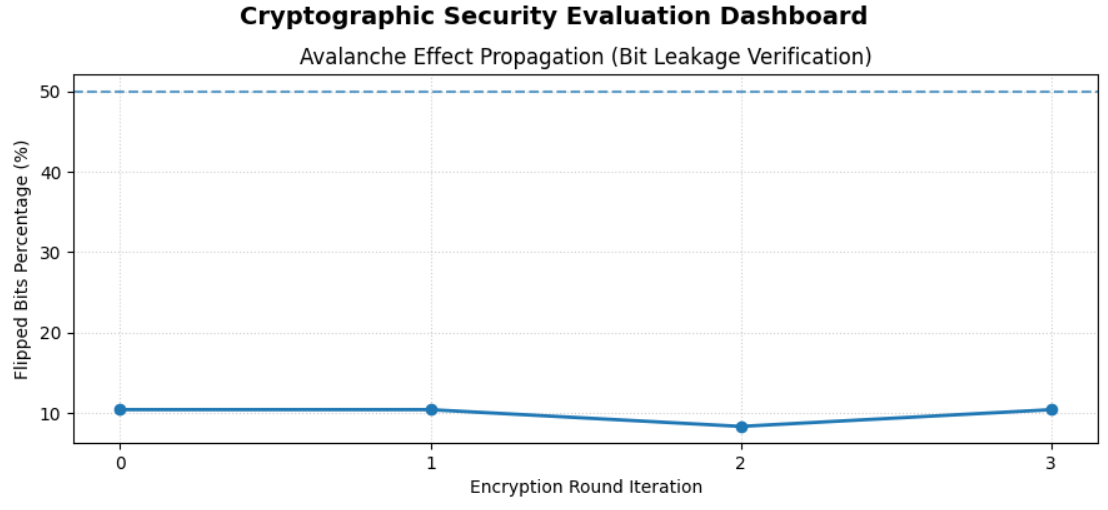 Cryptographic Security Evaluation Dashboard
Avalanche Effect Propagation (Bit Leakage Verification)
Flipped Bits Percentage (%)
50
40
30
20
10
0 1 2 3
Encryption Round Iteration